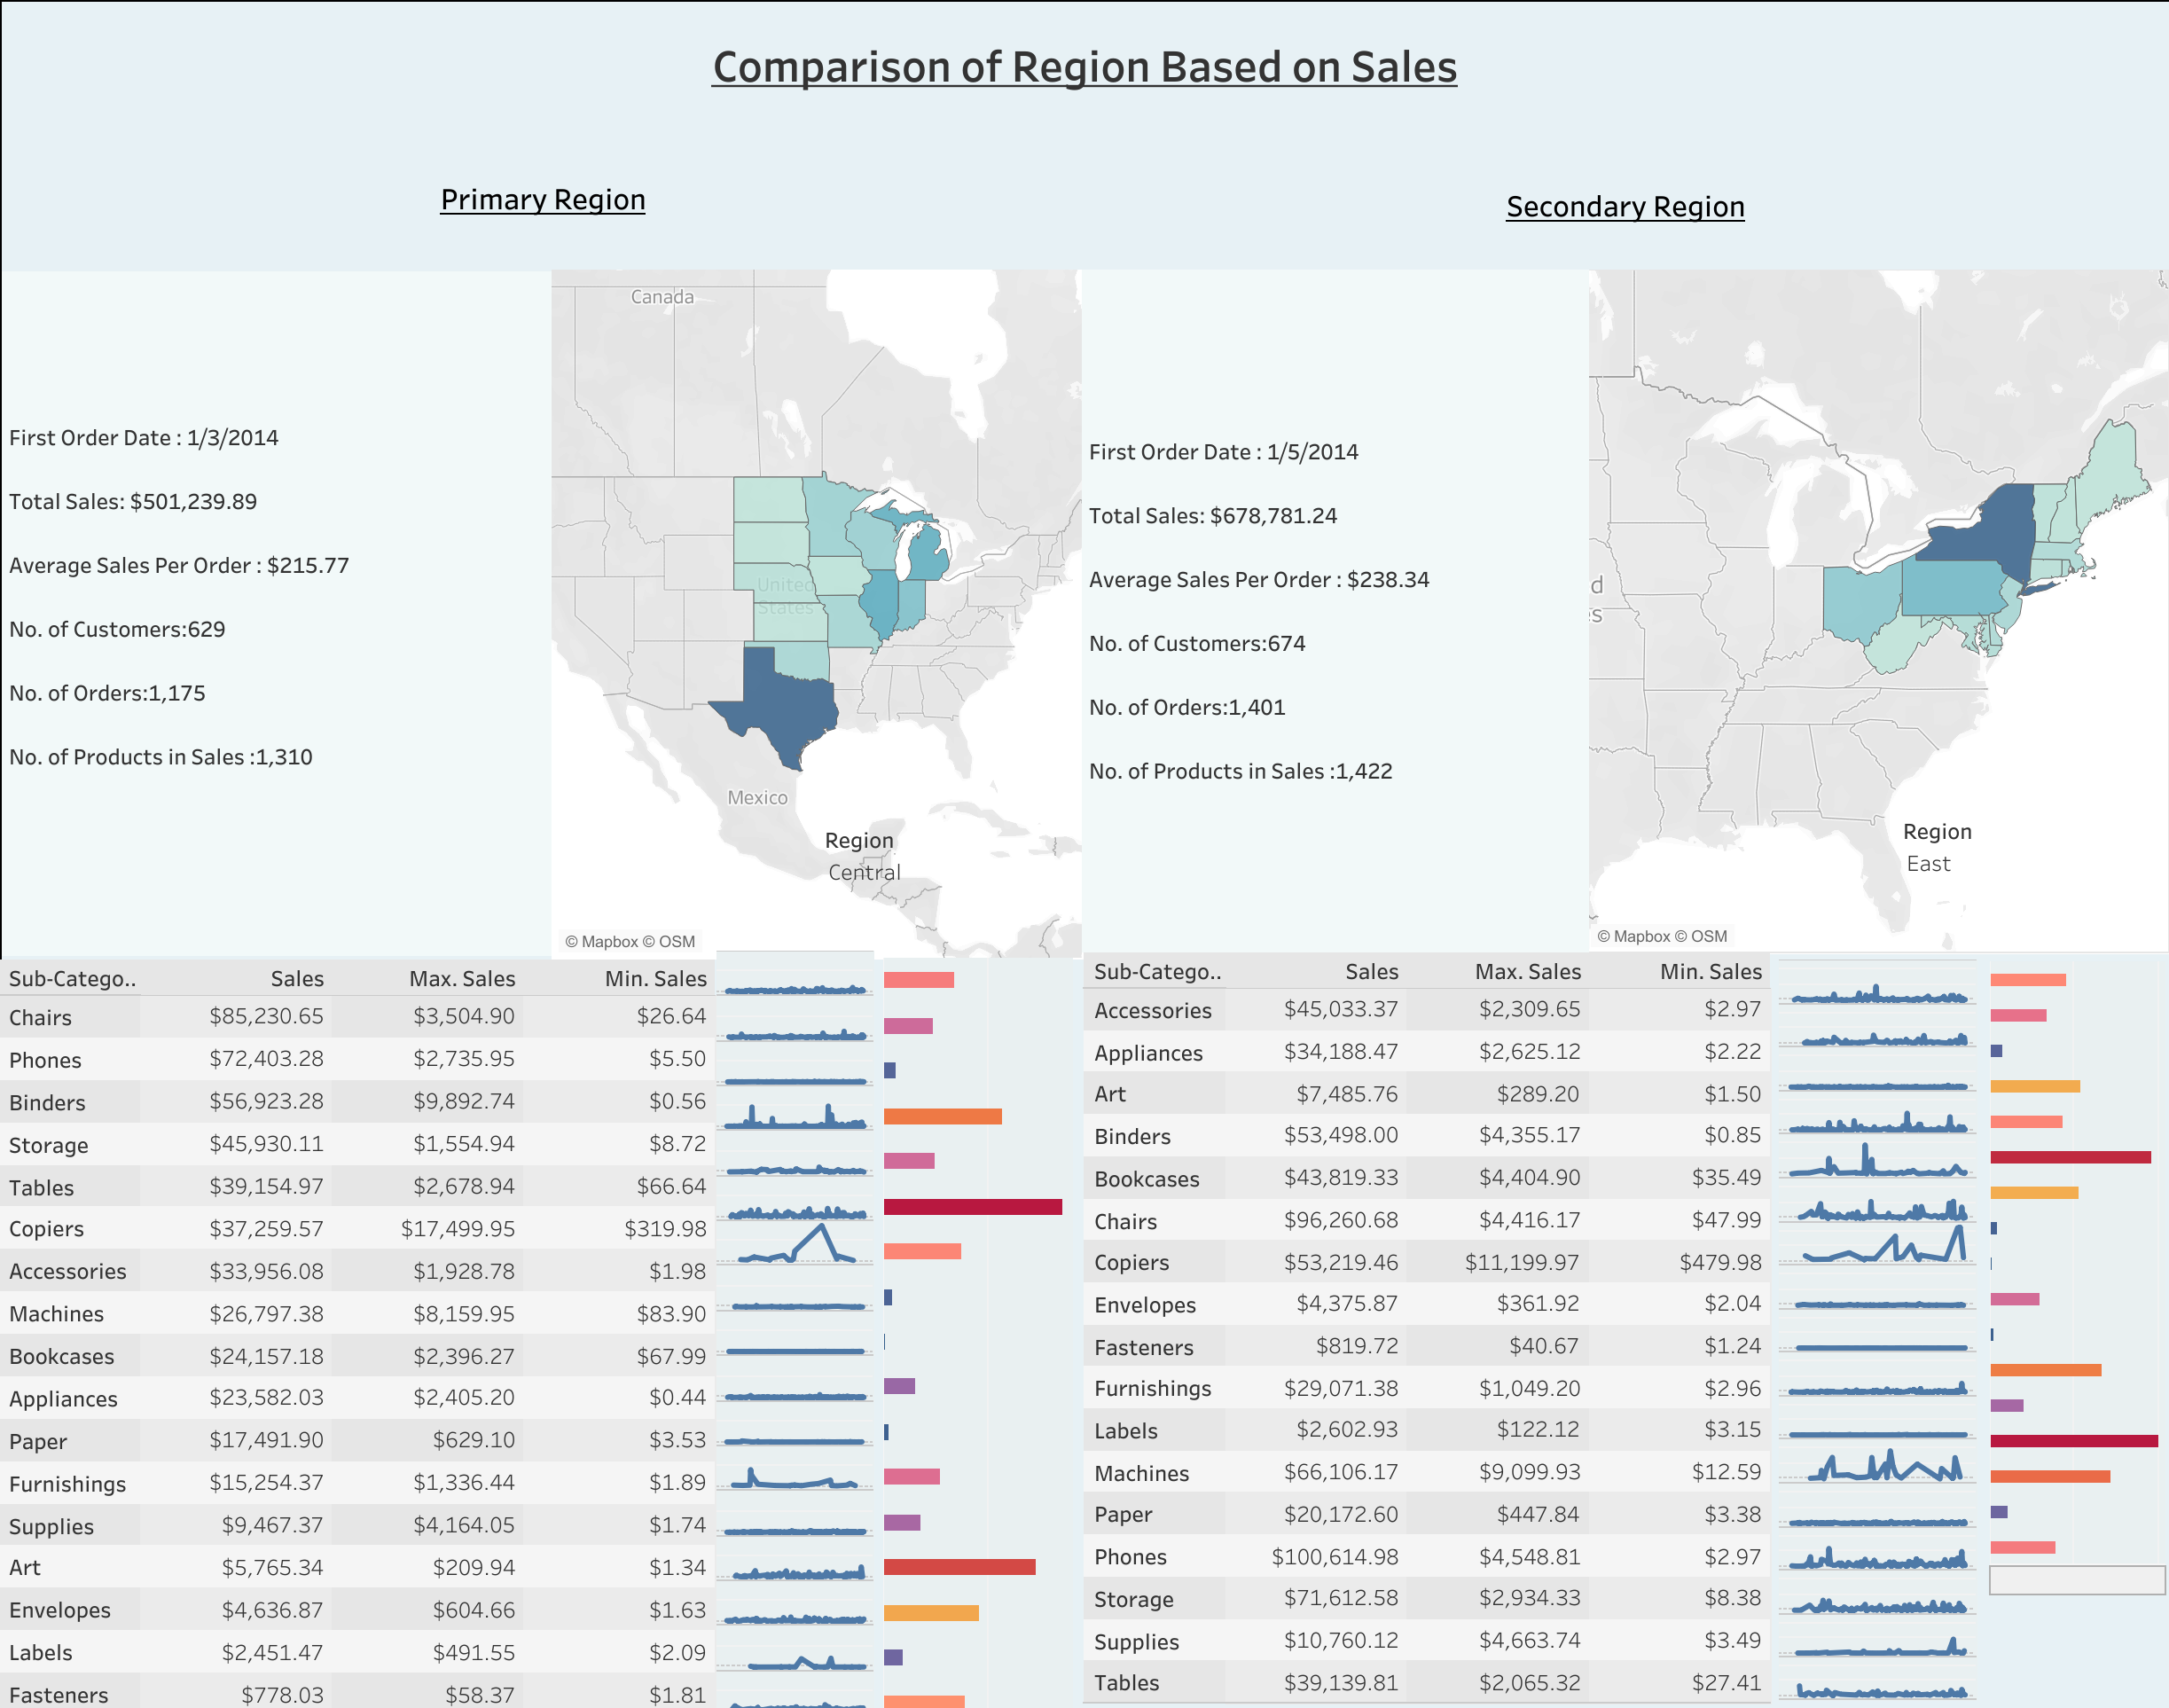 Comparison of Region Based on Sales
Primary Region
Secondary Region
First Order Date : 1/3/2014
Total Sales: $501,239.89
Average Sales Per Order : $215.77
No. of Customers:629
No. of Orders:1,175
No. of Products in Sales :1,310
Canada
United
States
Mexico
Region
Central
© Mapbox © OSM
First Order Date : 1/5/2014
Total Sales: $678,781.24
Average Sales Per Order : $238.34
No. of Customers:674
No. of Orders:1,401
No. of Products in Sales :1,422
d
s
Region
East
© Mapbox © OSM
Sub-Catego.. Sales Max. Sales Min. Sales
Chairs $85,230.65 $3,504.90 $26.64
Phones $72,403.28 $2,735.95 $5.50
Binders $56,923.28 $9,892.74 $0.56
Storage $45,930.11 $1,554.94 $8.72
Tables $39,154.97 $2,678.94 $66.64
Copiers $37,259.57 $17,499.95 $319.98
Accessories $33,956.08 $1,928.78 $1.98
Machines $26,797.38 $8,159.95 $83.90
Bookcases $24,157.18 $2,396.27 $67.99
Appliances $23,582.03 $2,405.20 $0.44
Paper $17,491.90 $629.10 $3.53
Furnishings $15,254.37 $1,336.44 $1.89
Supplies $9,467.37 $4,164.05 $1.74
Art $5,765.34 $209.94 $1.34
Envelopes $4,636.87 $604.66 $1.63
Labels $2,451.47 $491.55 $2.09
Fasteners $778.03 $58.37 $1.81
Sub-Catego.. Sales Max. Sales Min. Sales
Accessories $45,033.37 $2,309.65 $2.97
Appliances $34,188.47 $2,625.12 $2.22
Art $7,485.76 $289.20 $1.50
Binders $53,498.00 $4,355.17 $0.85
Bookcases $43,819.33 $4,404.90 $35.49
Chairs $96,260.68 $4,416.17 $47.99
Copiers $53,219.46 $11,199.97 $479.98
Envelopes $4,375.87 $361.92 $2.04
Fasteners $819.72 $40.67 $1.24
Furnishings $29,071.38 $1,049.20 $2.96
Labels $2,602.93 $122.12 $3.15
Machines $66,106.17 $9,099.93 $12.59
Paper $20,172.60 $447.84 $3.38
Phones $100,614.98 $4,548.81 $2.97
Storage $71,612.58 $2,934.33 $8.38
Supplies $10,760.12 $4,663.74 $3.49
Tables $39,139.81 $2,065.32 $27.41